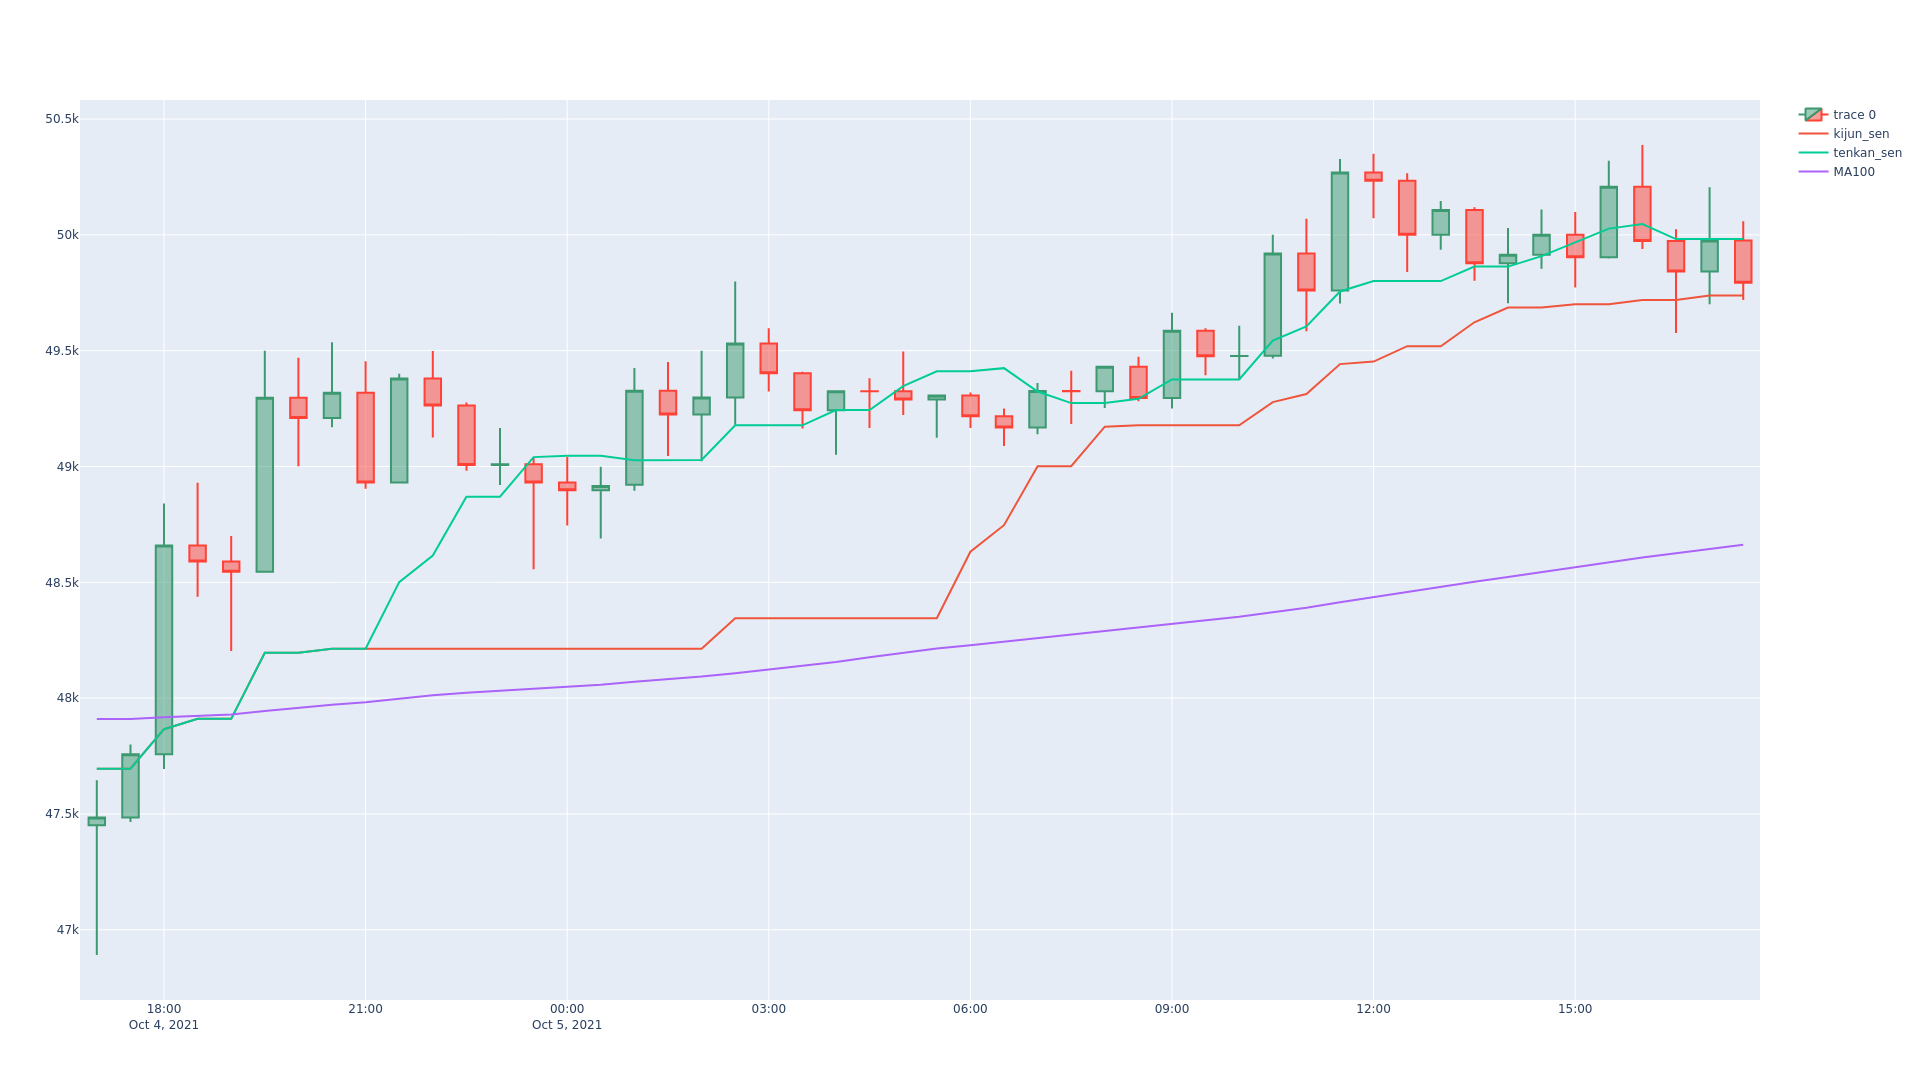 50.5k
50k
49.5k
49k
48.5k
48k
47.5k
47k
18:00 21:00 00:00 03:00 06:00 09:00 12:00 15:00
Oct 4, 2021 Oct 5, 2021
trace 0
kijun_sen
tenkan_sen
MA100